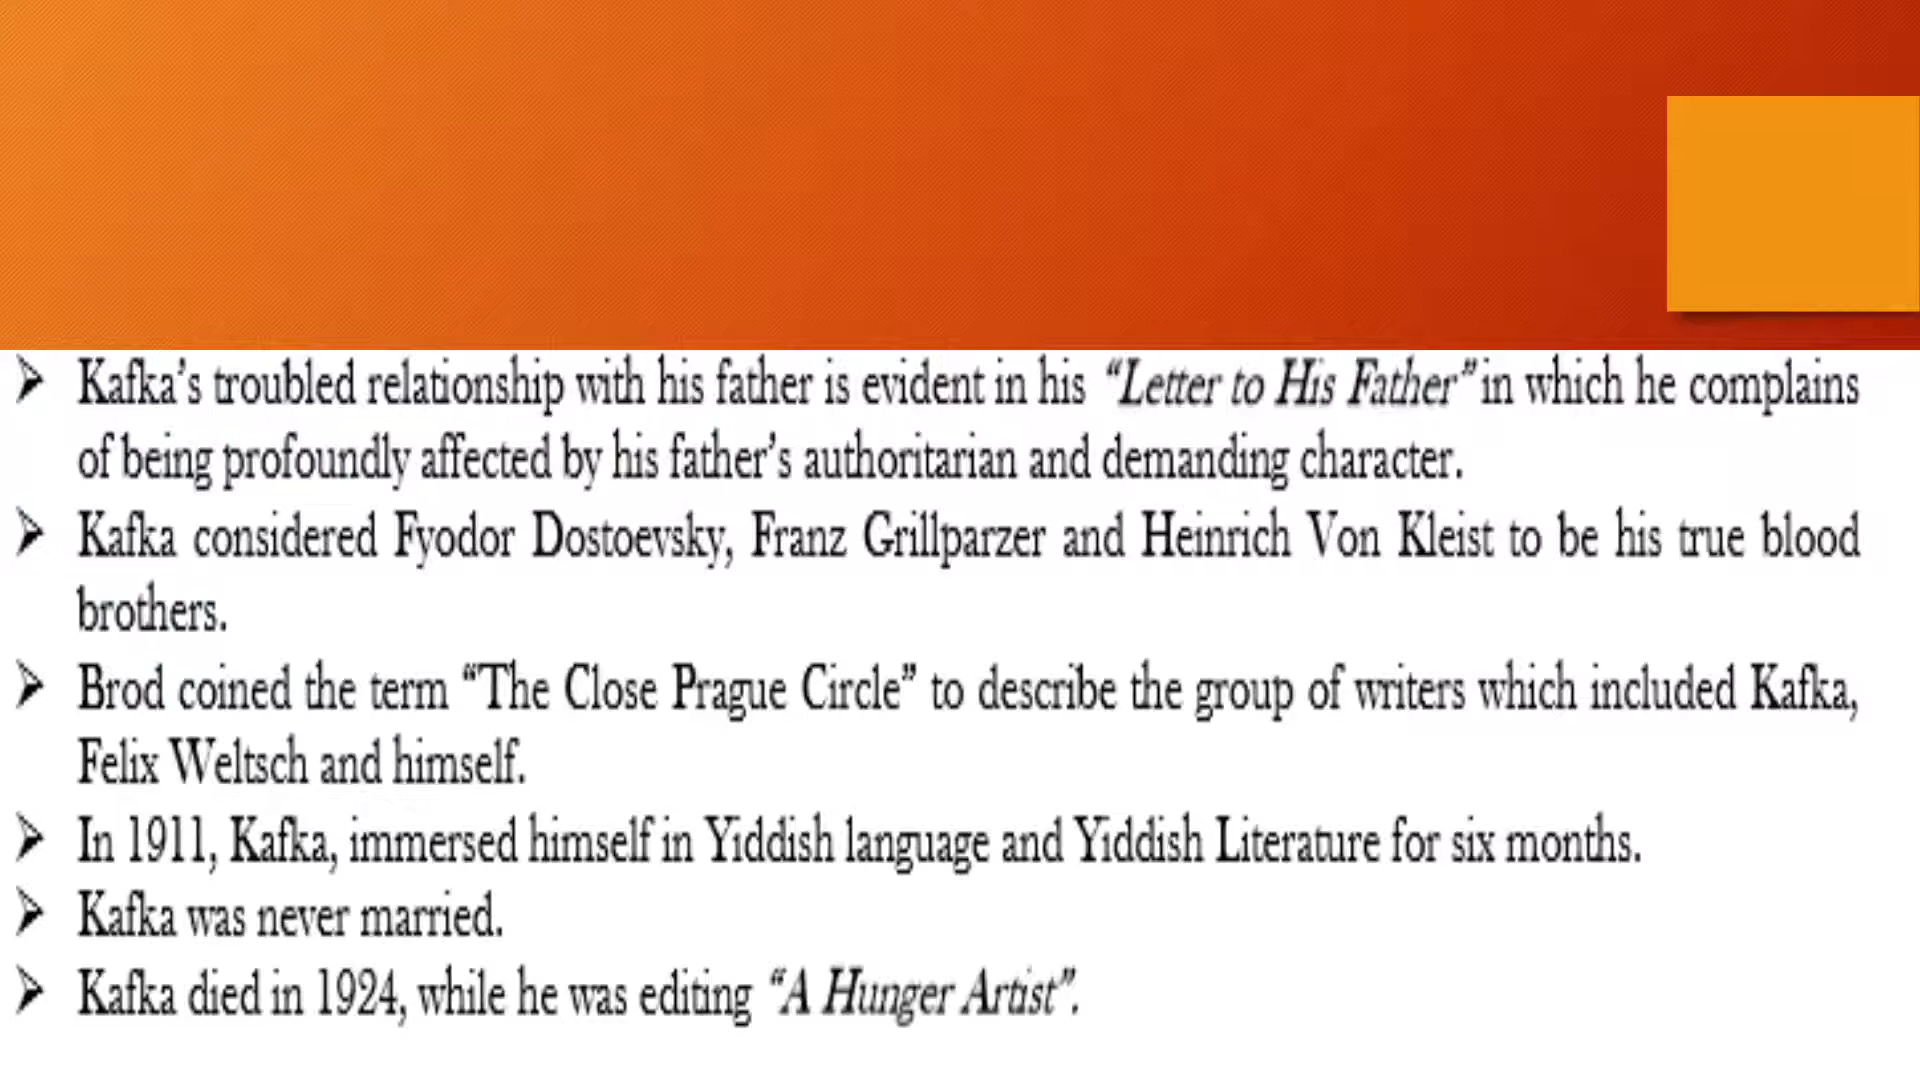 ➢ Kafka’s troubled relationship with his father is evident in his “Letter to His Father” in which he complains
of being profoundly affected by his father’s authoritarian and demanding character.
➢ Kafka considered Fyodor Dostoevsky, Franz Grillparzer and Heinrich Von Kleist to be his true blood
brothers.
➢ Brod coined the term “The Close Prague Circle” to describe the group of writers which included Kafka,
Felix Weltsch and himself.
➢ In 1911, Kafka, immersed himself in Yiddish language and Yiddish Literature for six months.
➢ Kafka was never married.
➢ Kafka died in 1924, while he was editing “A Hunger Artist”.